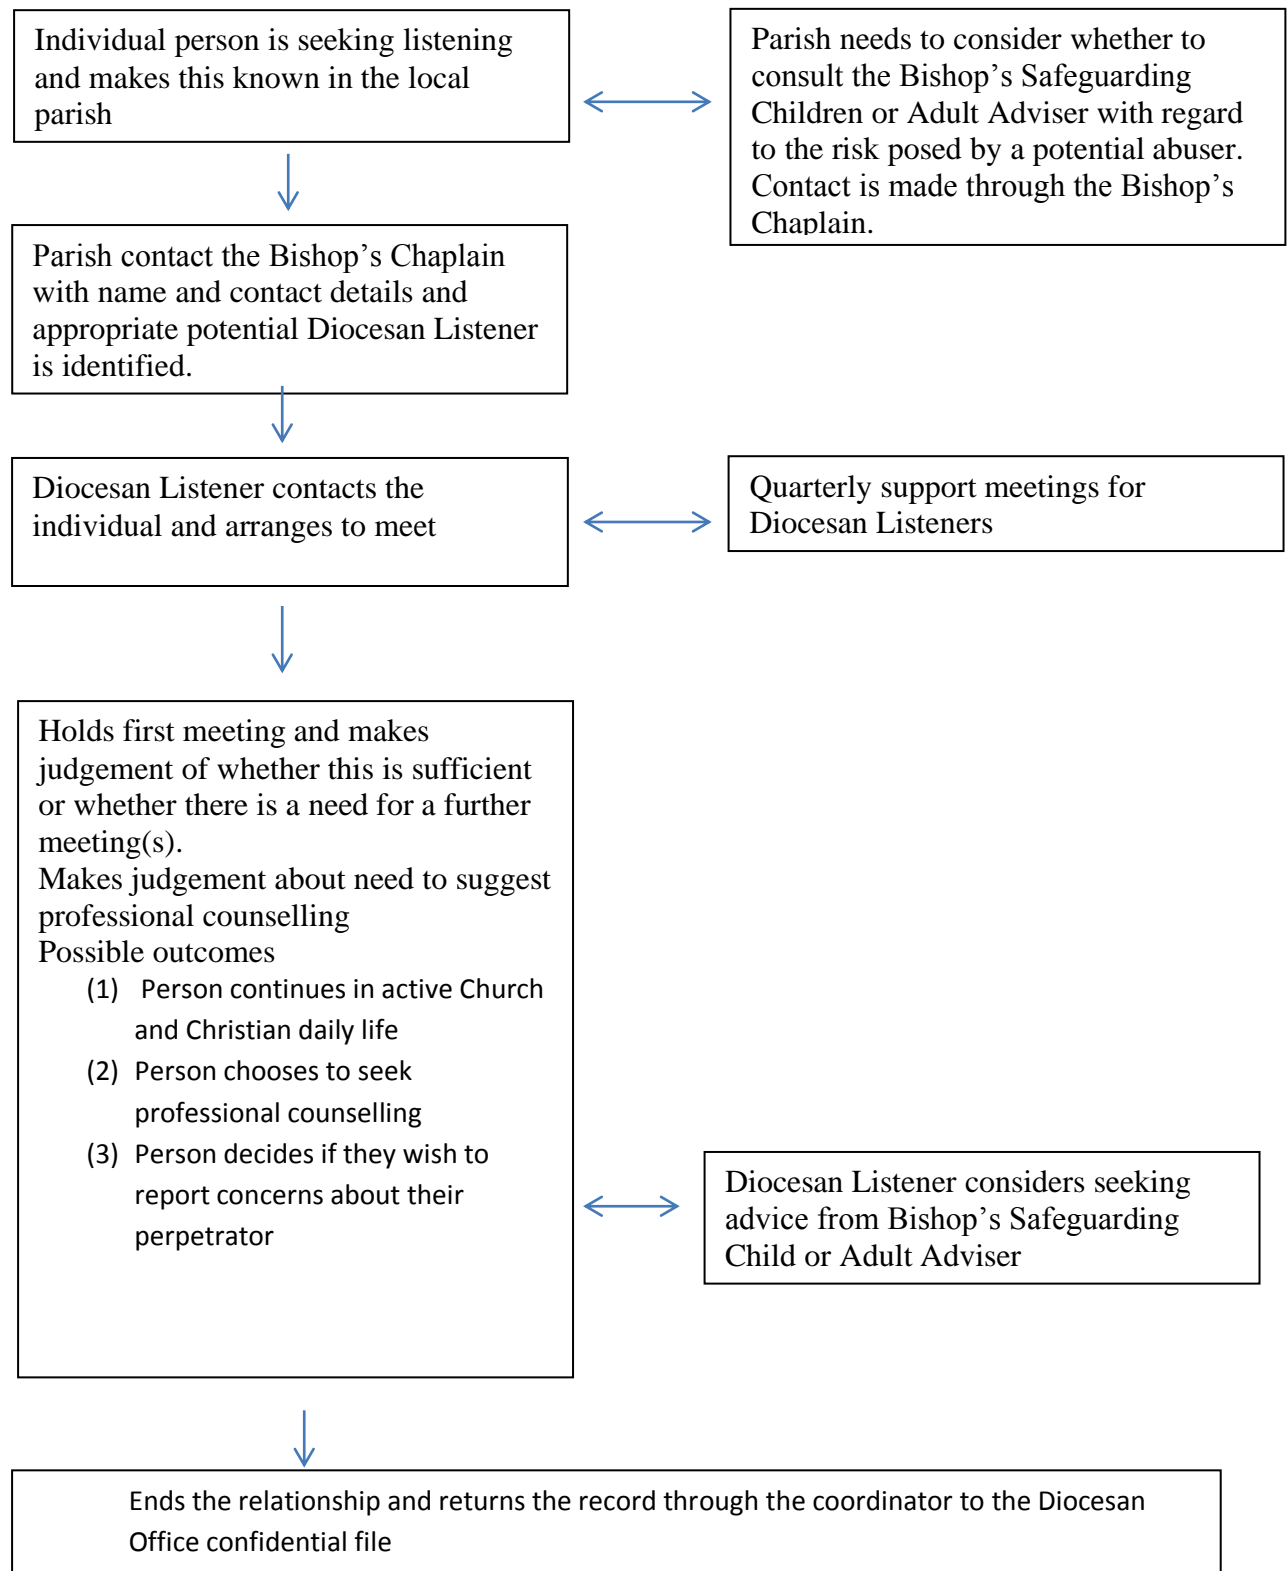 Individual person is seeking listening
and makes this known in the local
parish
Parish needs to consider whether to
consult the Bishop’s Safeguarding
Children or Adult Adviser with regard
to the risk posed by a potential abuser.
Contact is made through the Bishop’s
Chaplain.
Parish contact the Bishop’s Chaplain
with name and contact details and
appropriate potential Diocesan Listener
is identified.
Diocesan Listener contacts the
individual and arranges to meet
Quarterly support meetings for
Diocesan Listeners
Holds first meeting and makes
judgement of whether this is sufficient
or whether there is a need for a further
meeting(s).
Makes judgement about need to suggest
professional counselling
Possible outcomes
(1) Person continues in active Church
and Christian daily life
(2) Person chooses to seek
professional counselling
(3) Person decides if they wish to
report concerns about their
perpetrator
Diocesan Listener considers seeking
advice from Bishop’s Safeguarding
Child or Adult Adviser
Ends the relationship and returns the record through the coordinator to the Diocesan
Office confidential file